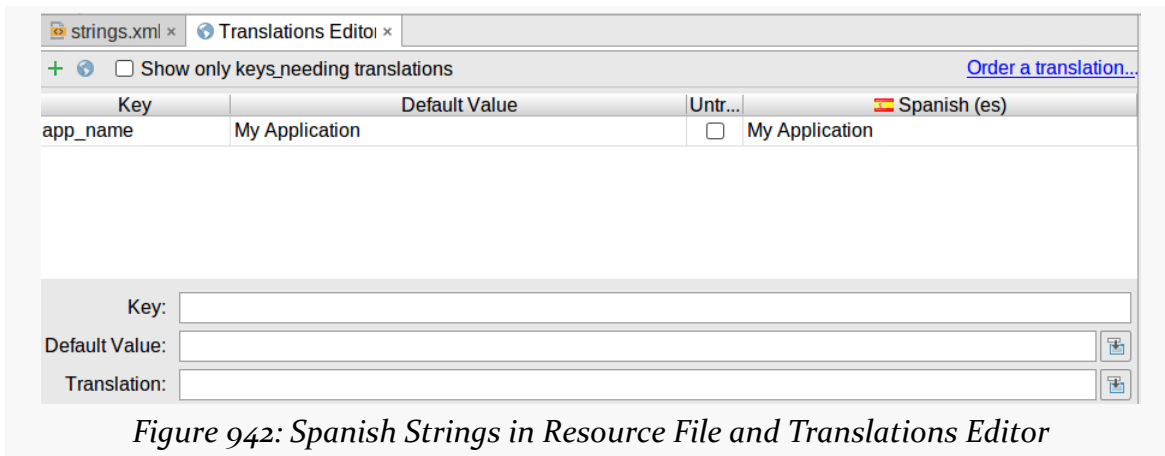 strings.xml × Translations Editor ×
Show only keys needing translations Order a translation...
Key Default Value Untr... Spanish (es)
app_name My Application My Application
Key:
Default Value:
Translation:
Figure 942: Spanish Strings in Resource File and Translations Editor